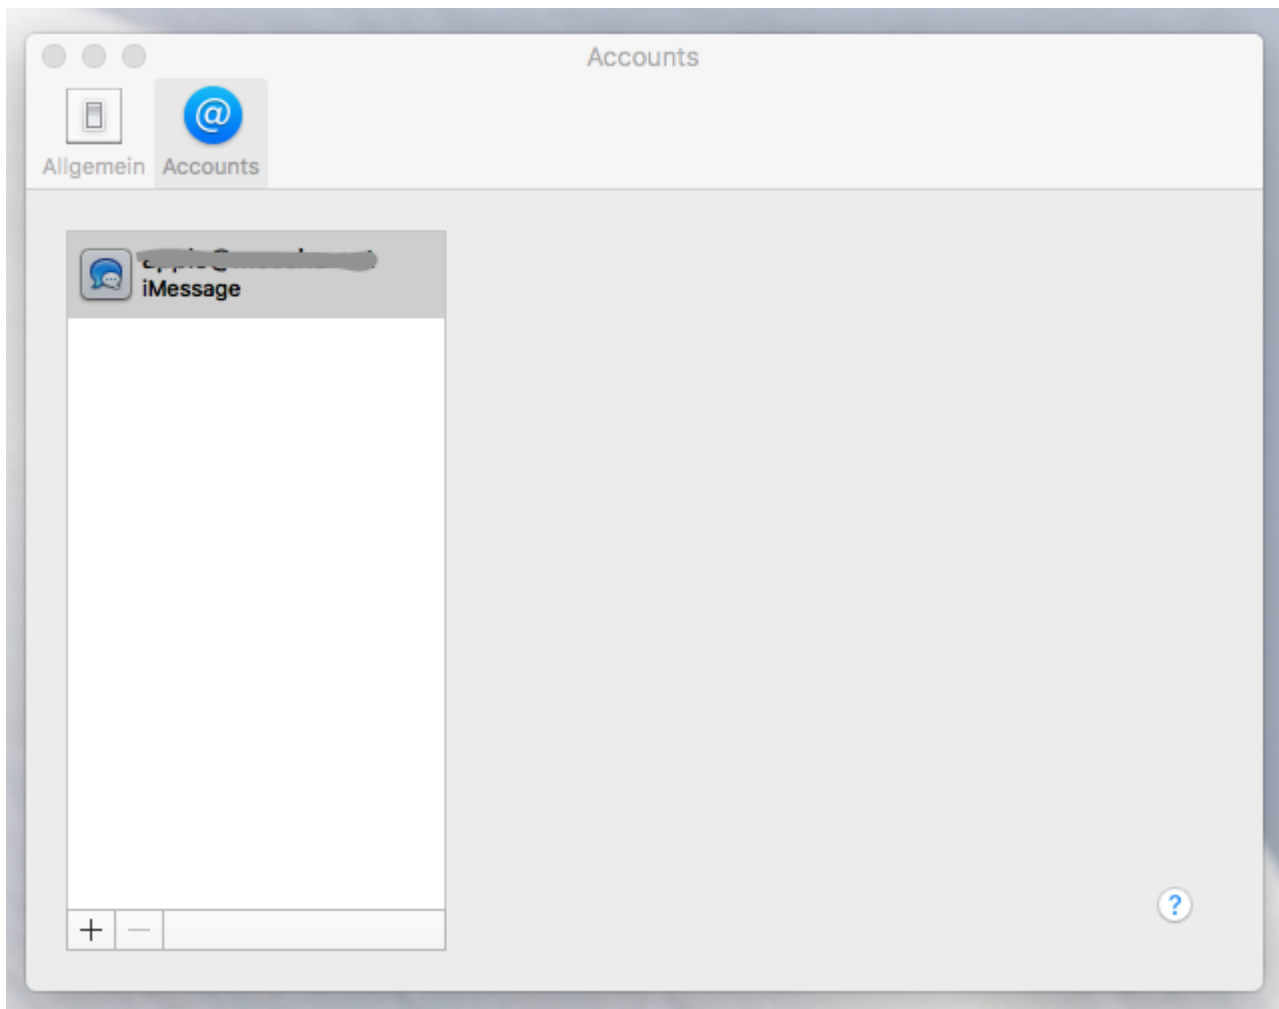 Accounts
@
Allgemein Accounts
iMessage
+ −
?